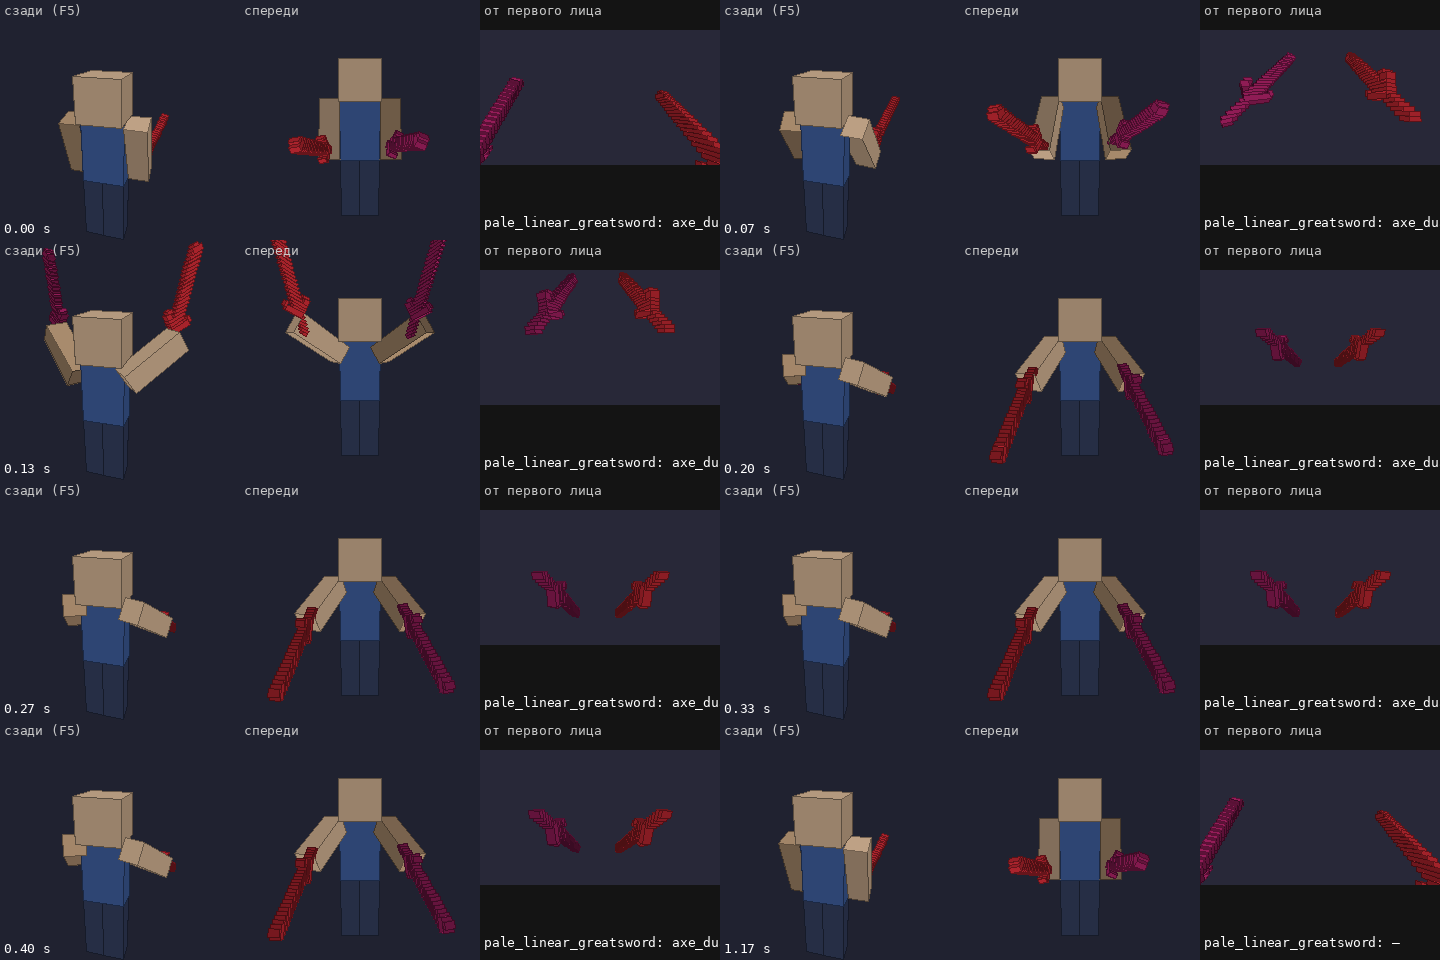 сзади (F5) спереди от первого лица сзади (F5) спереди от первого лица
0.00 s pale_linear_greatsword: axe_du 0.07 s pale_linear_greatsword: axe_du
сзади (F5) спереди от первого лица сзади (F5) спереди от первого лица
0.13 s pale_linear_greatsword: axe_du 0.20 s pale_linear_greatsword: axe_du
сзади (F5) спереди от первого лица сзади (F5) спереди от первого лица
0.27 s pale_linear_greatsword: axe_du 0.33 s pale_linear_greatsword: axe_du
сзади (F5) спереди от первого лица сзади (F5) спереди от первого лица
0.40 s pale_linear_greatsword: axe_du 1.17 s pale_linear_greatsword: —